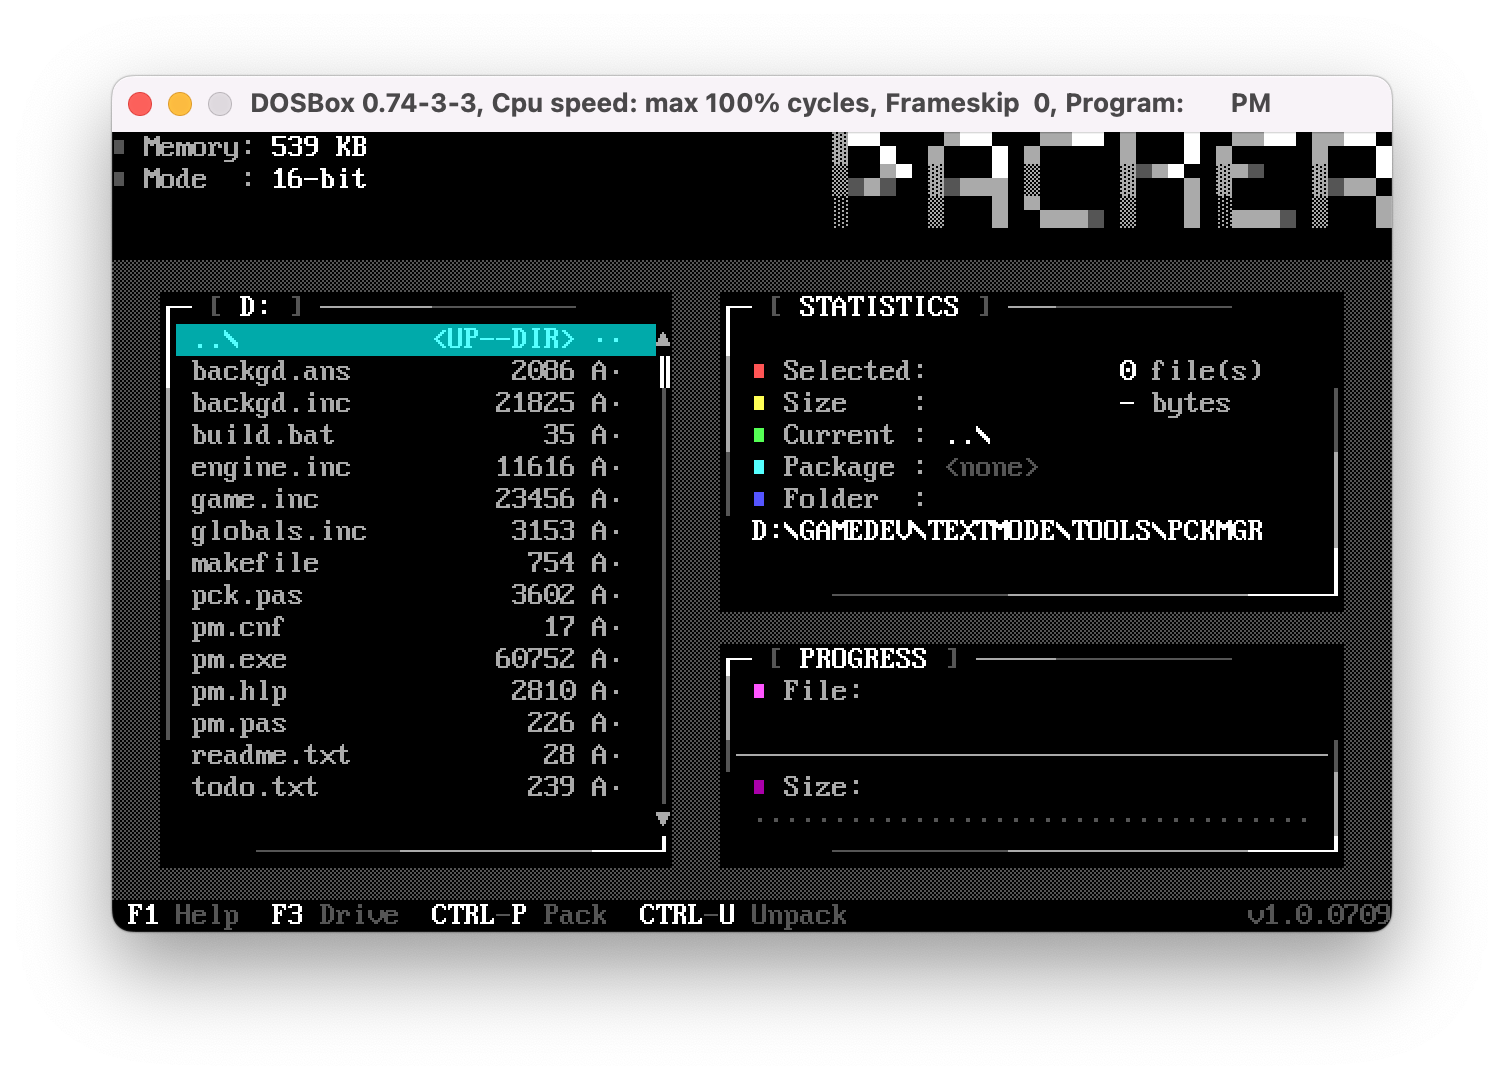 DOSBox 0.74-3-3, Cpu speed: max 100% cycles, Frameskip 0, Program: PM
Memory: 539 KB
Mode : 16-bit
PACKER
[ D: ]
..\ <UP--DIR> ··
backgd.ans 2086 A·
backgd.inc 21825 A·
build.bat 35 A·
engine.inc 11616 A·
game.inc 23456 A·
globals.inc 3153 A·
makefile 754 A·
pck.pas 3602 A·
pm.cnf 17 A·
pm.exe 60752 A·
pm.hlp 2810 A·
pm.pas 226 A·
readme.txt 28 A·
todo.txt 239 A·
[ STATISTICS ]
Selected: 0 file(s)
Size : - bytes
Current : ..\
Package : <none>
Folder :
D:\GAMEDEV\TEXTMODE\TOOLS\PCKMGR
[ PROGRESS ]
File:
Size:
F1 Help F3 Drive CTRL-P Pack CTRL-U Unpack v1.0.0709